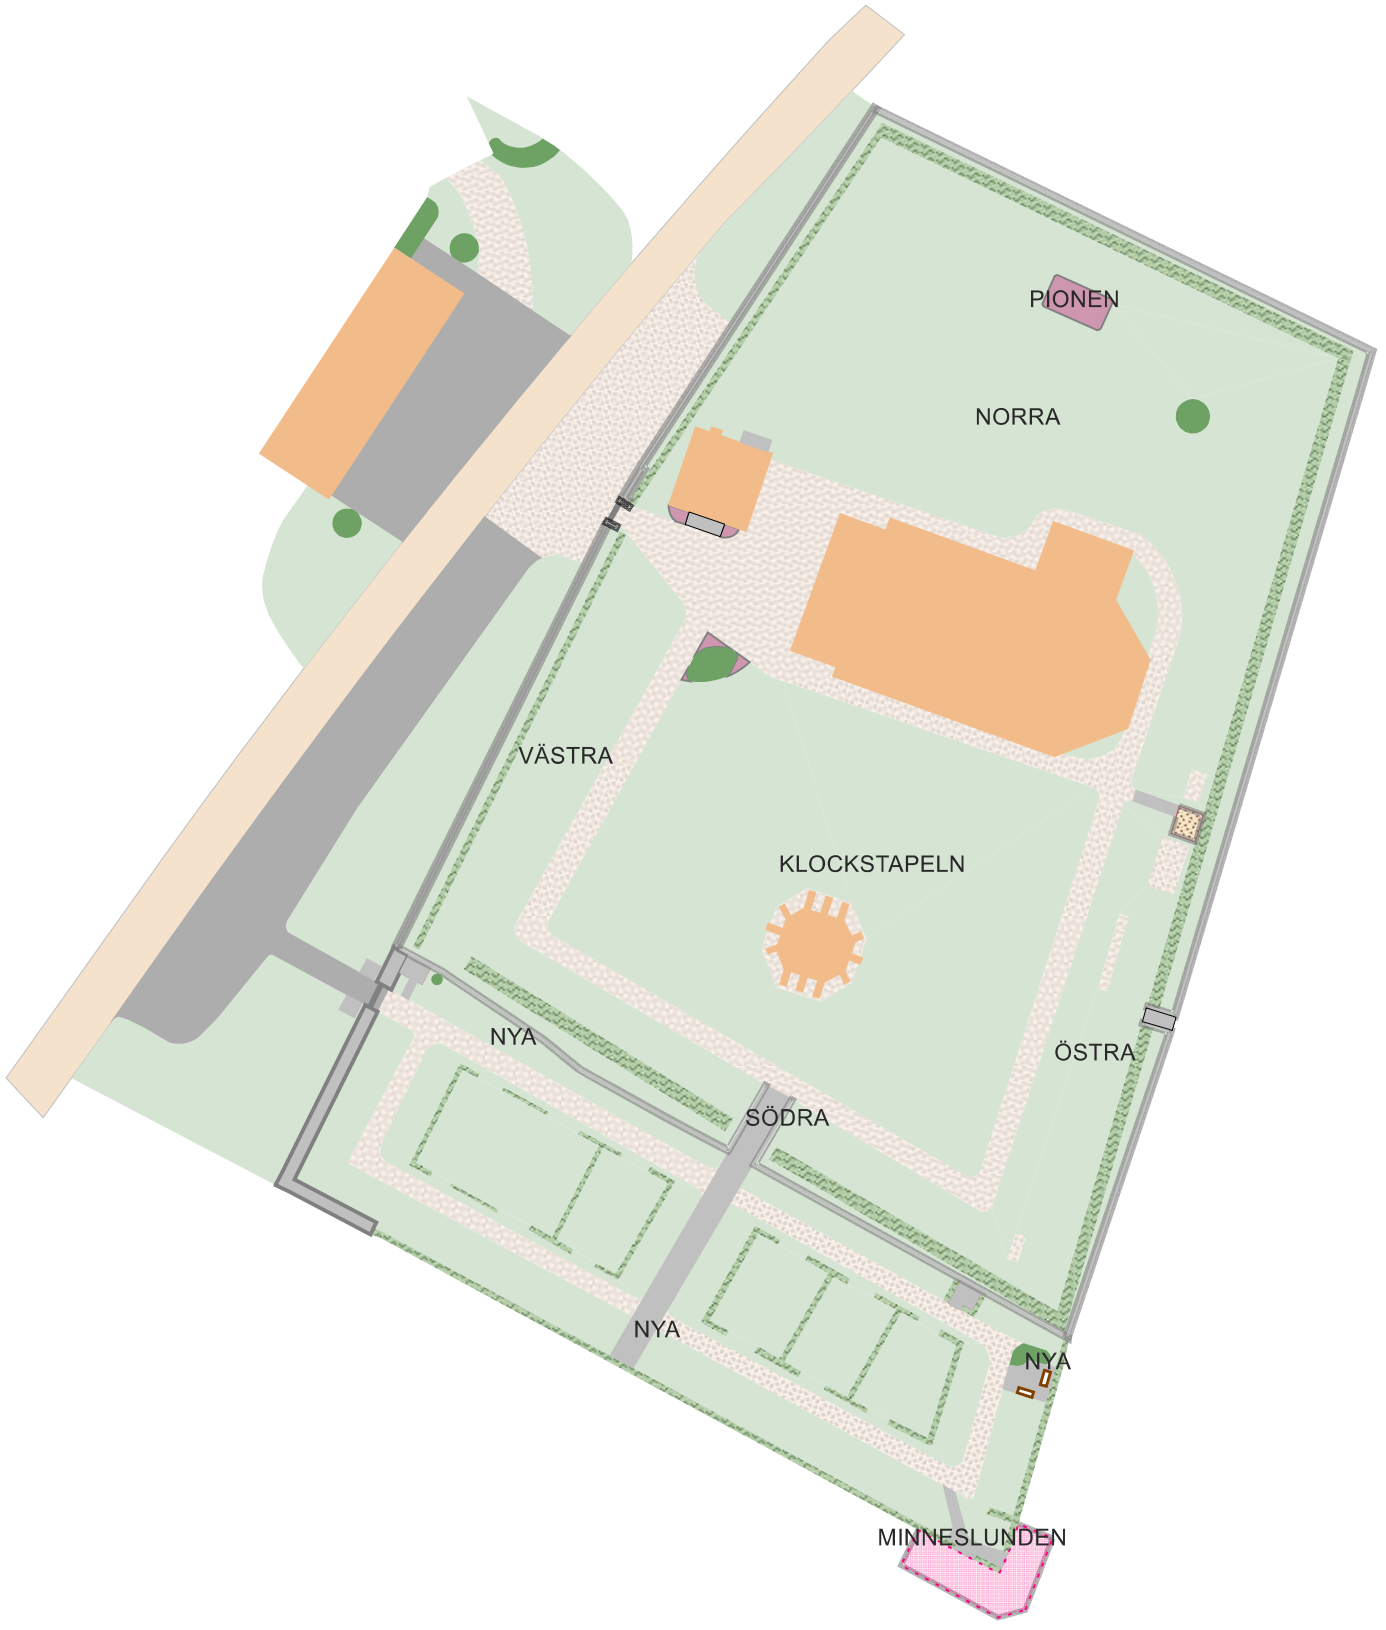 PIONEN
NORRA
VÄSTRA
KLOCKSTAPELN
NYA
ÖSTRA
SÖDRA
NYA
NYA
MINNESLUNDEN